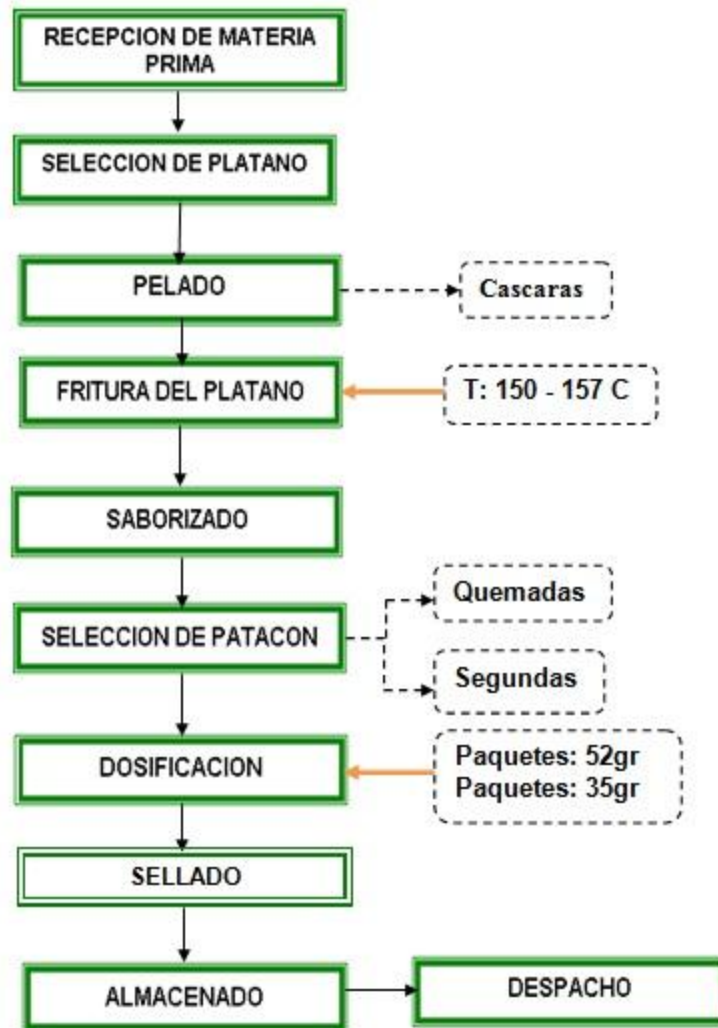 RECEPCION DE MATERIA
PRIMA
SELECCION DE PLATANO
PELADO
Cascaras
FRITURA DEL PLATANO
T: 150 - 157 C
SABORIZADO
SELECCION DE PATACON
Quemadas
Segundas
DOSIFICACION
Paquetes: 52gr
Paquetes: 35gr
SELLADO
ALMACENADO
DESPACHO